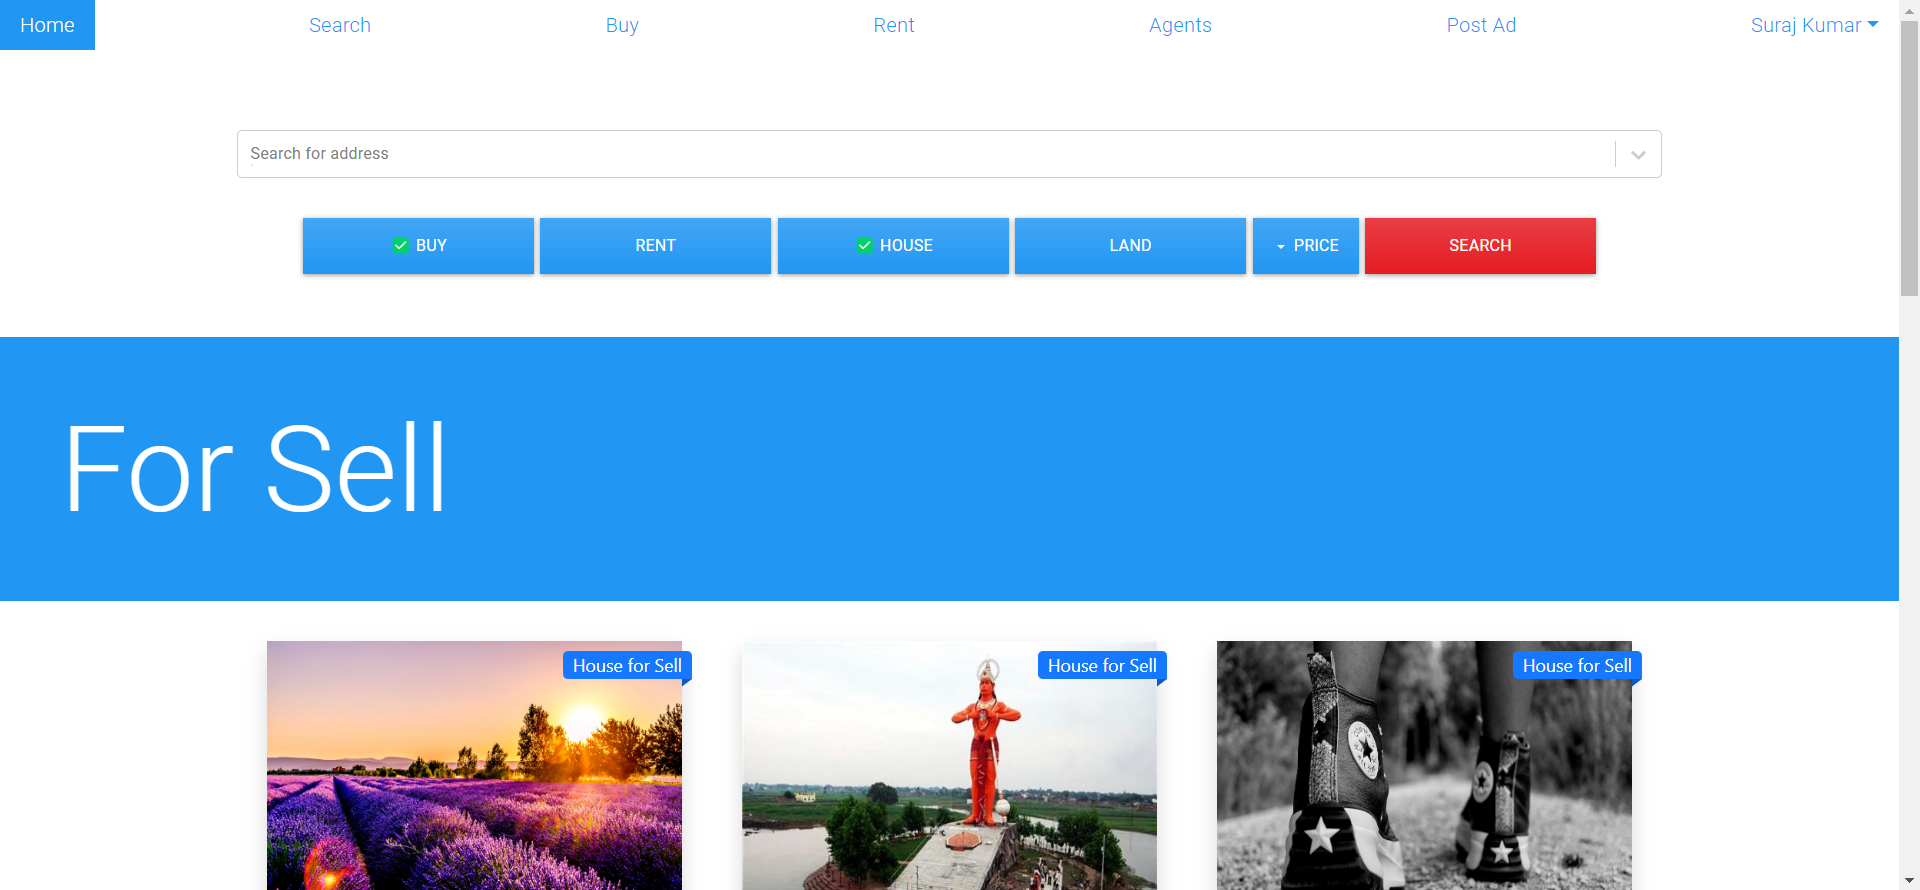 Home Search Buy Rent Agents Post Ad Suraj Kumar
Search for address
BUY RENT HOUSE LAND PRICE SEARCH
For Sell
House for Sell House for Sell House for Sell